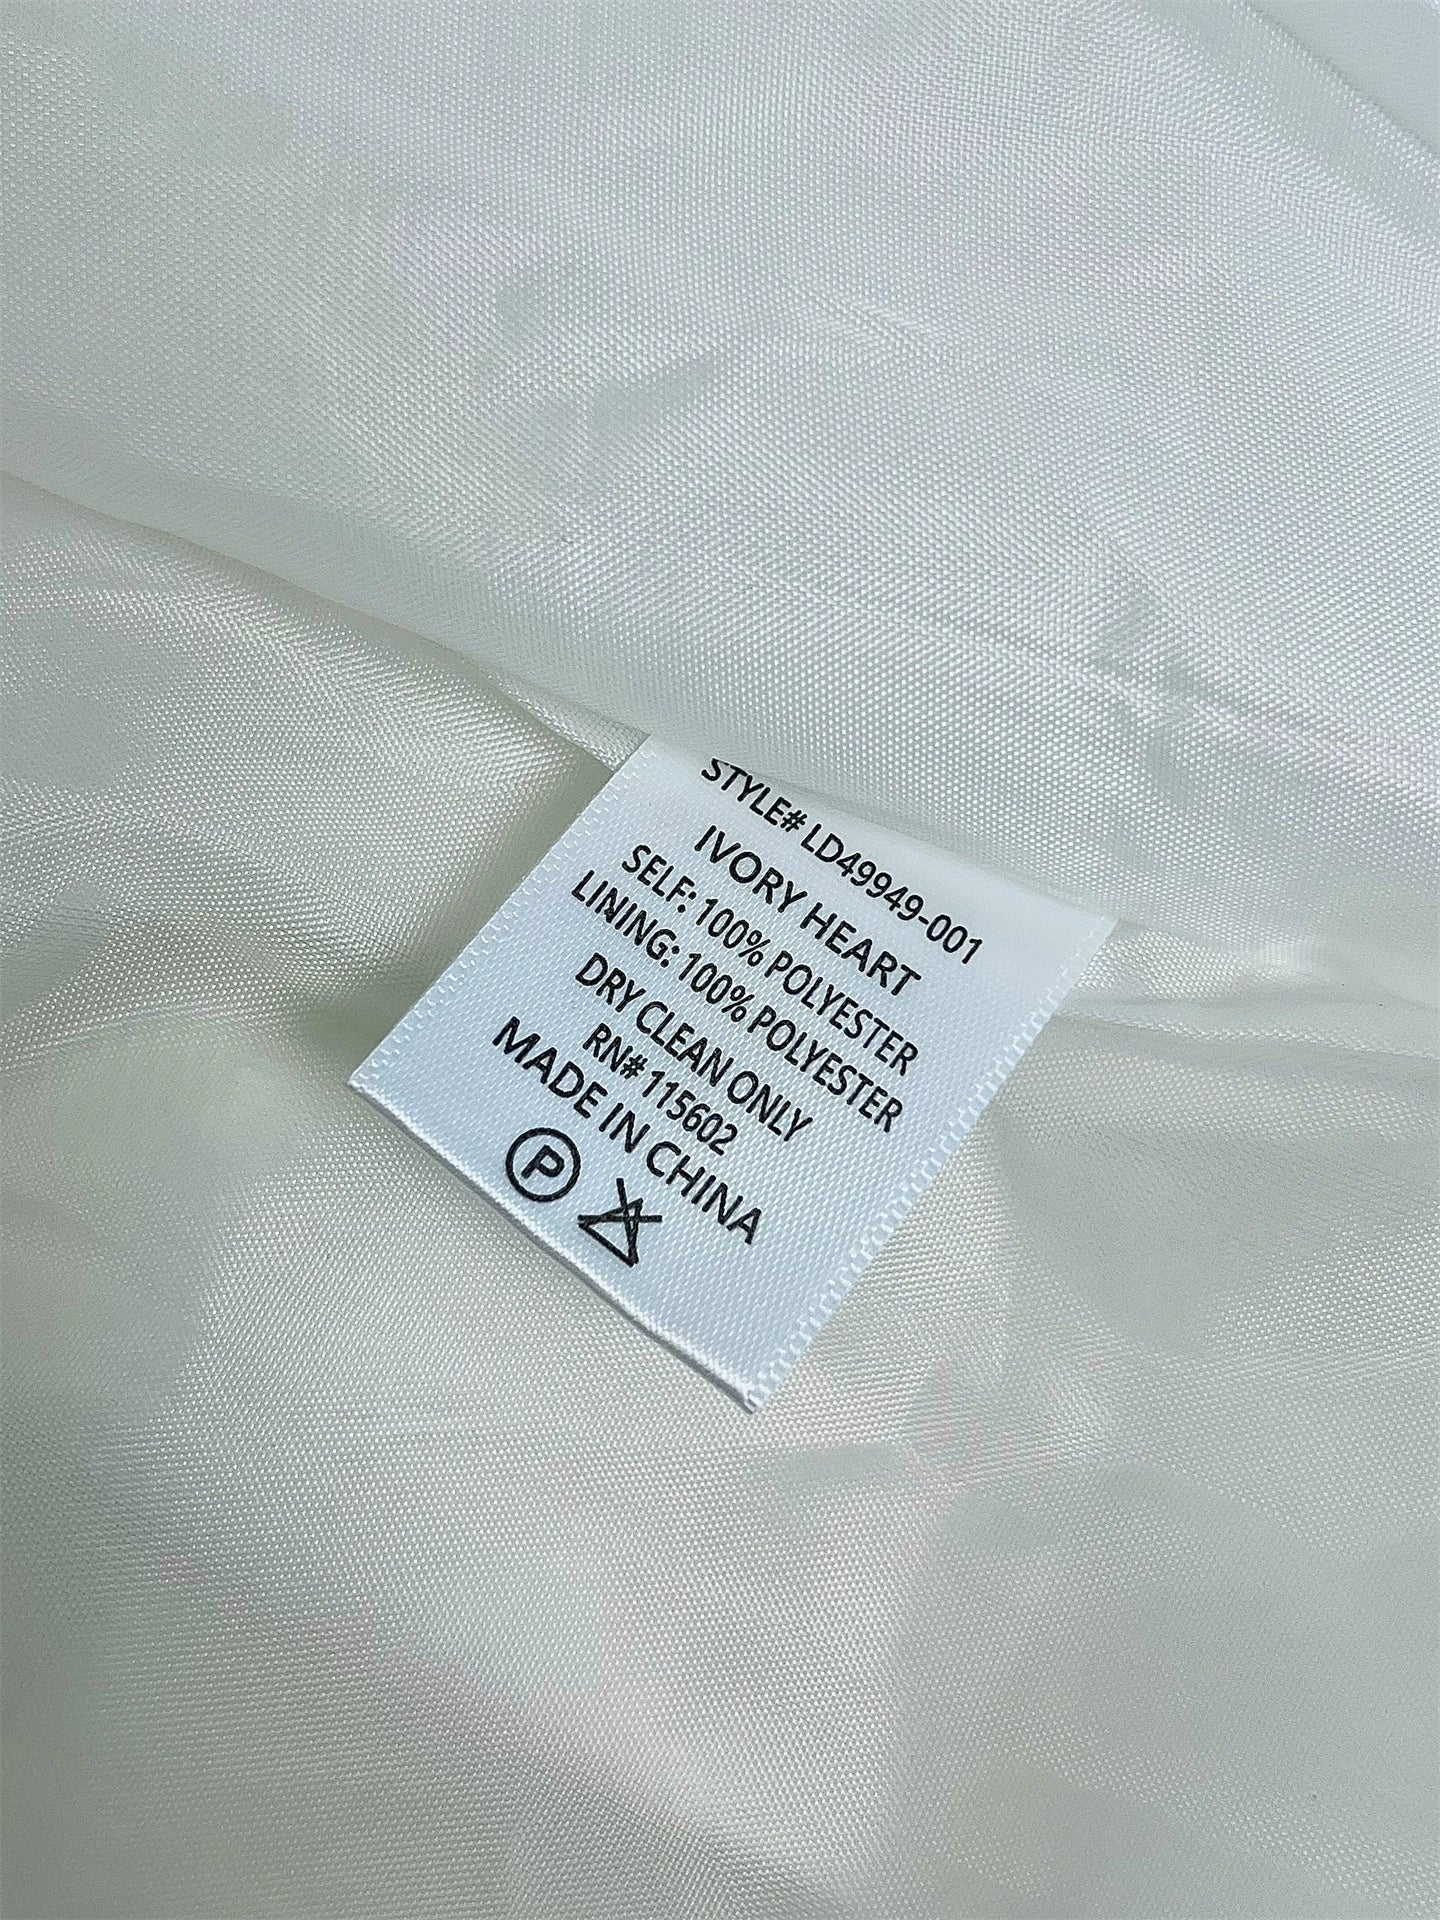 STYLE# LD49949-001
IVORY HEART
SELF: 100% POLYESTER
LINING: 100% POLYESTER
DRY CLEAN ONLY
RN# 115602
MADE IN CHINA
P